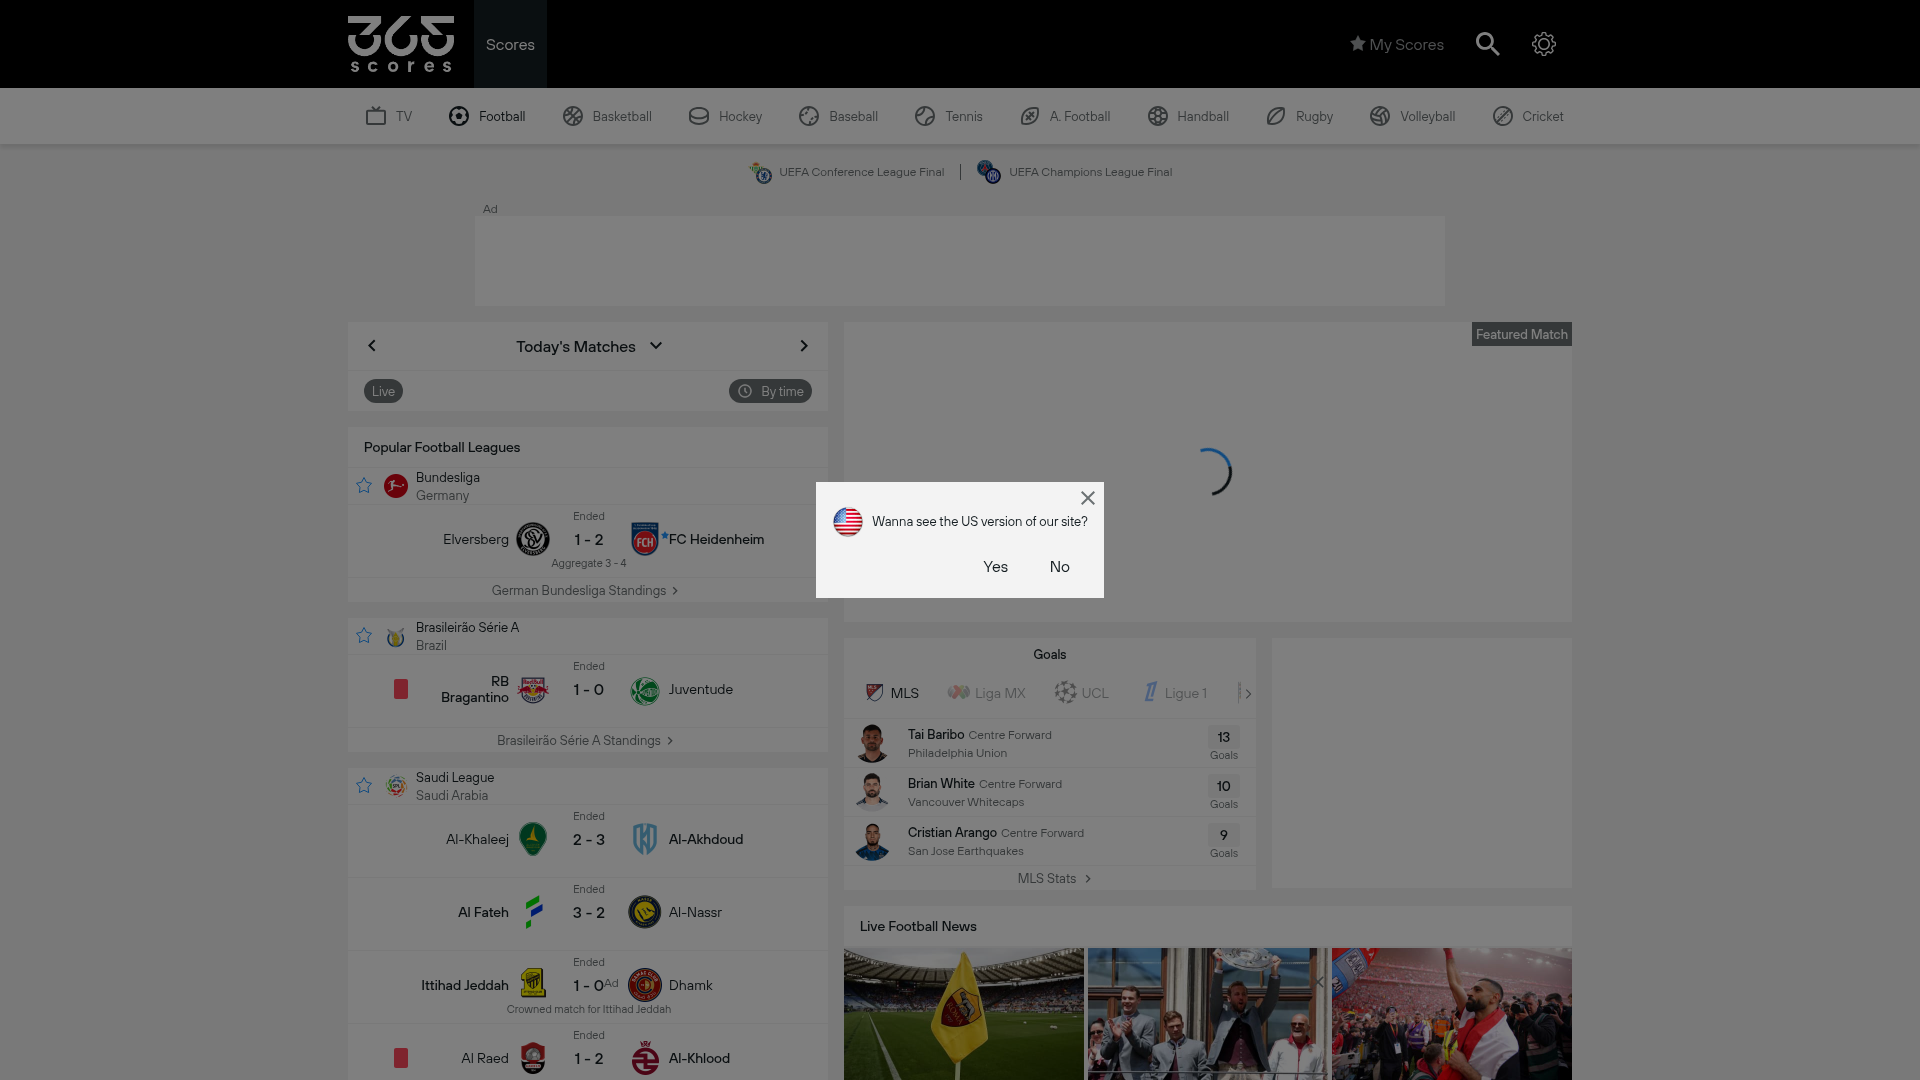 365
scores
Scores
My Scores
TV
Football
Basketball
Hockey
Baseball
Tennis
A. Football
Handball
Rugby
Volleyball
Cricket
UEFA Conference League Final
UEFA Champions League Final
Ad
Today's Matches
Live
By time
Featured Match
Popular Football Leagues
Bundesliga
Germany
Ended
Elversberg
1 - 2
FC Heidenheim
Aggregate 3 - 4
German Bundesliga Standings
Wanna see the US version of our site?
Yes
No
Brasileirão Série A
Brazil
Ended
RB
Bragantino
1 - 0
Juventude
Brasileirão Série A Standings
Saudi League
Saudi Arabia
Ended
Al-Khaleej
2 - 3
Al-Akhdoud
Ended
Al Fateh
3 - 2
Al-Nassr
Ended
Ittihad Jeddah
1 - 0
Ad
Dhamk
Crowned match for Ittihad Jeddah
Ended
Al Raed
1 - 2
Al-Khlood
Goals
MLS
Liga MX
UCL
Ligue 1
Tai Baribo Centre Forward
Philadelphia Union
13
Goals
Brian White Centre Forward
Vancouver Whitecaps
10
Goals
Cristian Arango Centre Forward
San Jose Earthquakes
9
Goals
MLS Stats
Live Football News